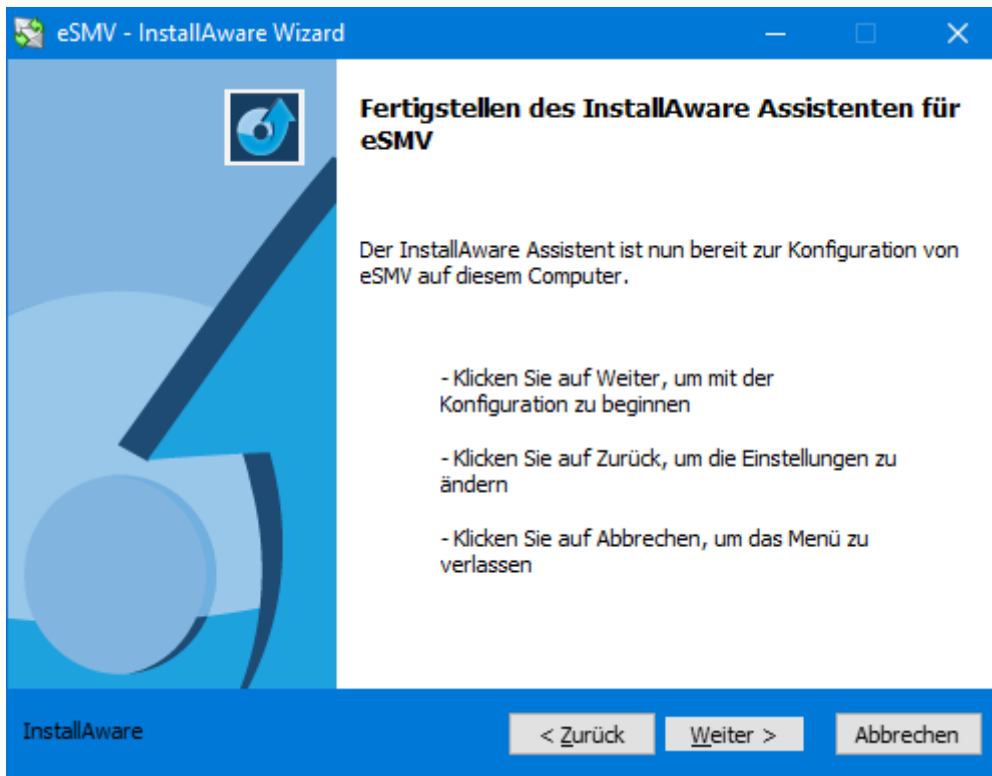 eSMV - InstallAware Wizard
Fertigstellen des InstallAware Assistenten für
eSMV
Der InstallAware Assistent ist nun bereit zur Konfiguration von
eSMV auf diesem Computer.
- Klicken Sie auf Weiter, um mit der
Konfiguration zu beginnen
- Klicken Sie auf Zurück, um die Einstellungen zu
ändern
- Klicken Sie auf Abbrechen, um das Menü zu
verlassen
InstallAware
< Zurück
Weiter >
Abbrechen